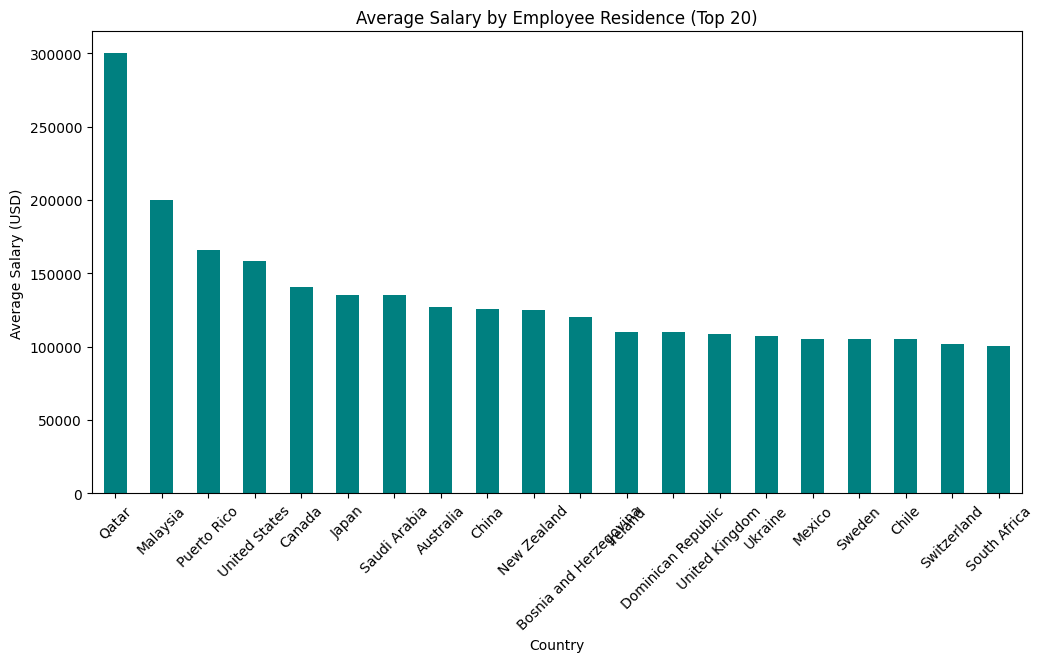 Average Salary by Employee Residence (Top 20)
Average Salary (USD)
300000
250000
200000
150000
100000
50000
0
Qatar
Malaysia
Puerto Rico
United States
Canada
Japan
Saudi Arabia
Australia
China
New Zealand
Bosnia and Herzegovina
Ireland
Dominican Republic
United Kingdom
Ukraine
Mexico
Sweden
Chile
Switzerland
South Africa
Country